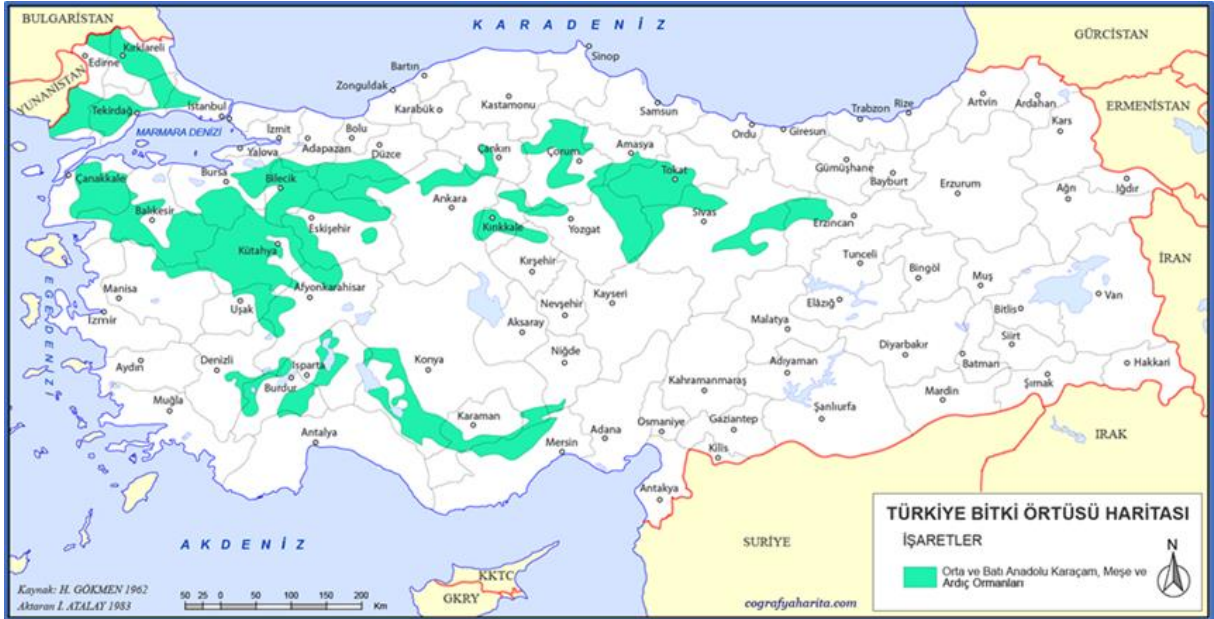 BULGARİSTAN
KARADENİZ
GÜRCİSTAN
Kırklareli
Edirne
YUNANİSTAN
Sinop
Bartın
Zonguldak
Kastamonu
Karabük
Samsun
Artvin
Ardahan
ERMENİSTAN
Tekirdağ
İstanbul
Trabzon
Rize
Kars
MARMARA DENİZİ
İzmit
Adapazarı
Bolu
Düzce
Ordu
Giresun
Yalova
Çankırı
Çorum
Amasya
Gümüşhane
Bayburt
Erzurum
Çanakkale
Bursa
Bilecik
Tokat
Ağrı
Iğdır
Balıkesir
Ankara
Kırıkkale
Yozgat
Sivas
Erzincan
Eskişehir
Kütahya
Kırşehir
Tunceli
Bingöl
Muş
İRAN
EGE DENİZİ
Manisa
Afyonkarahisar
Uşak
Nevşehir
Kayseri
Elâzığ
Van
Bitlis
İzmir
Aksaray
Malatya
Siirt
Aydın
Denizli
Isparta
Burdur
Konya
Niğde
Adıyaman
Diyarbakır
Batman
Hakkari
Şırnak
Muğla
Karaman
Kahramanmaraş
Mardin
Antalya
Mersin
Adana
Osmaniye
Gaziantep
Şanlıurfa
Kilis
IRAK
Antakya
AKDENİZ
SURİYE
KKTC
GKRY
TÜRKİYE BİTKİ ÖRTÜSÜ HARİTASI
İŞARETLER
N
Orta ve Batı Anadolu Karaçam, Meşe ve
Ardıç Ormanları
Kaynak: H. GÖKMEN 1962
Aktaran İ. ATALAY 1983
50 25 0 50 100 150 200
Km
cografyaharita.com